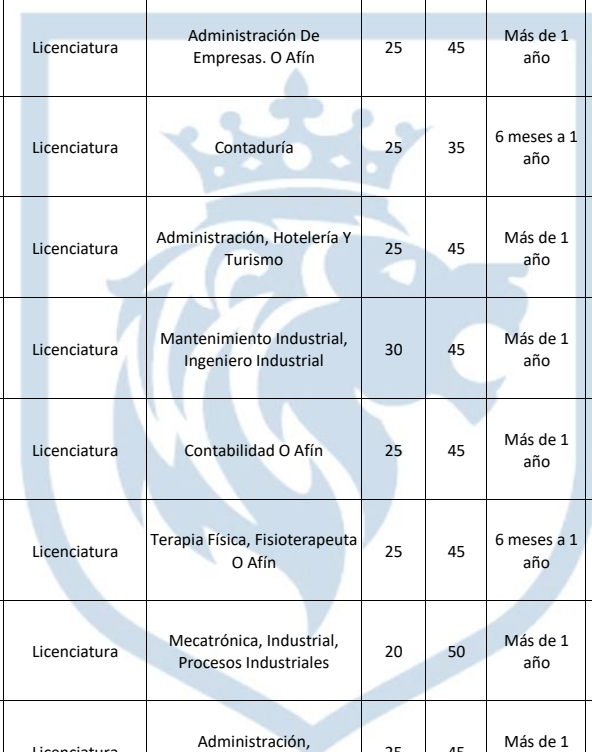 Licenciatura
Administración De
Empresas. O Afín
25
45
Más de 1
año
Licenciatura
Contaduría
25
35
6 meses a 1
año
Licenciatura
Administración, Hotelería Y
Turismo
25
45
Más de 1
año
Licenciatura
Mantenimiento Industrial,
Ingeniero Industrial
30
45
Más de 1
año
Licenciatura
Contabilidad O Afín
25
45
Más de 1
año
Licenciatura
Terapia Física, Fisioterapeuta
O Afín
25
45
6 meses a 1
año
Licenciatura
Mecatrónica, Industrial,
Procesos Industriales
20
50
Más de 1
año
Licenciatura
Administración,
25
45
Más de 1